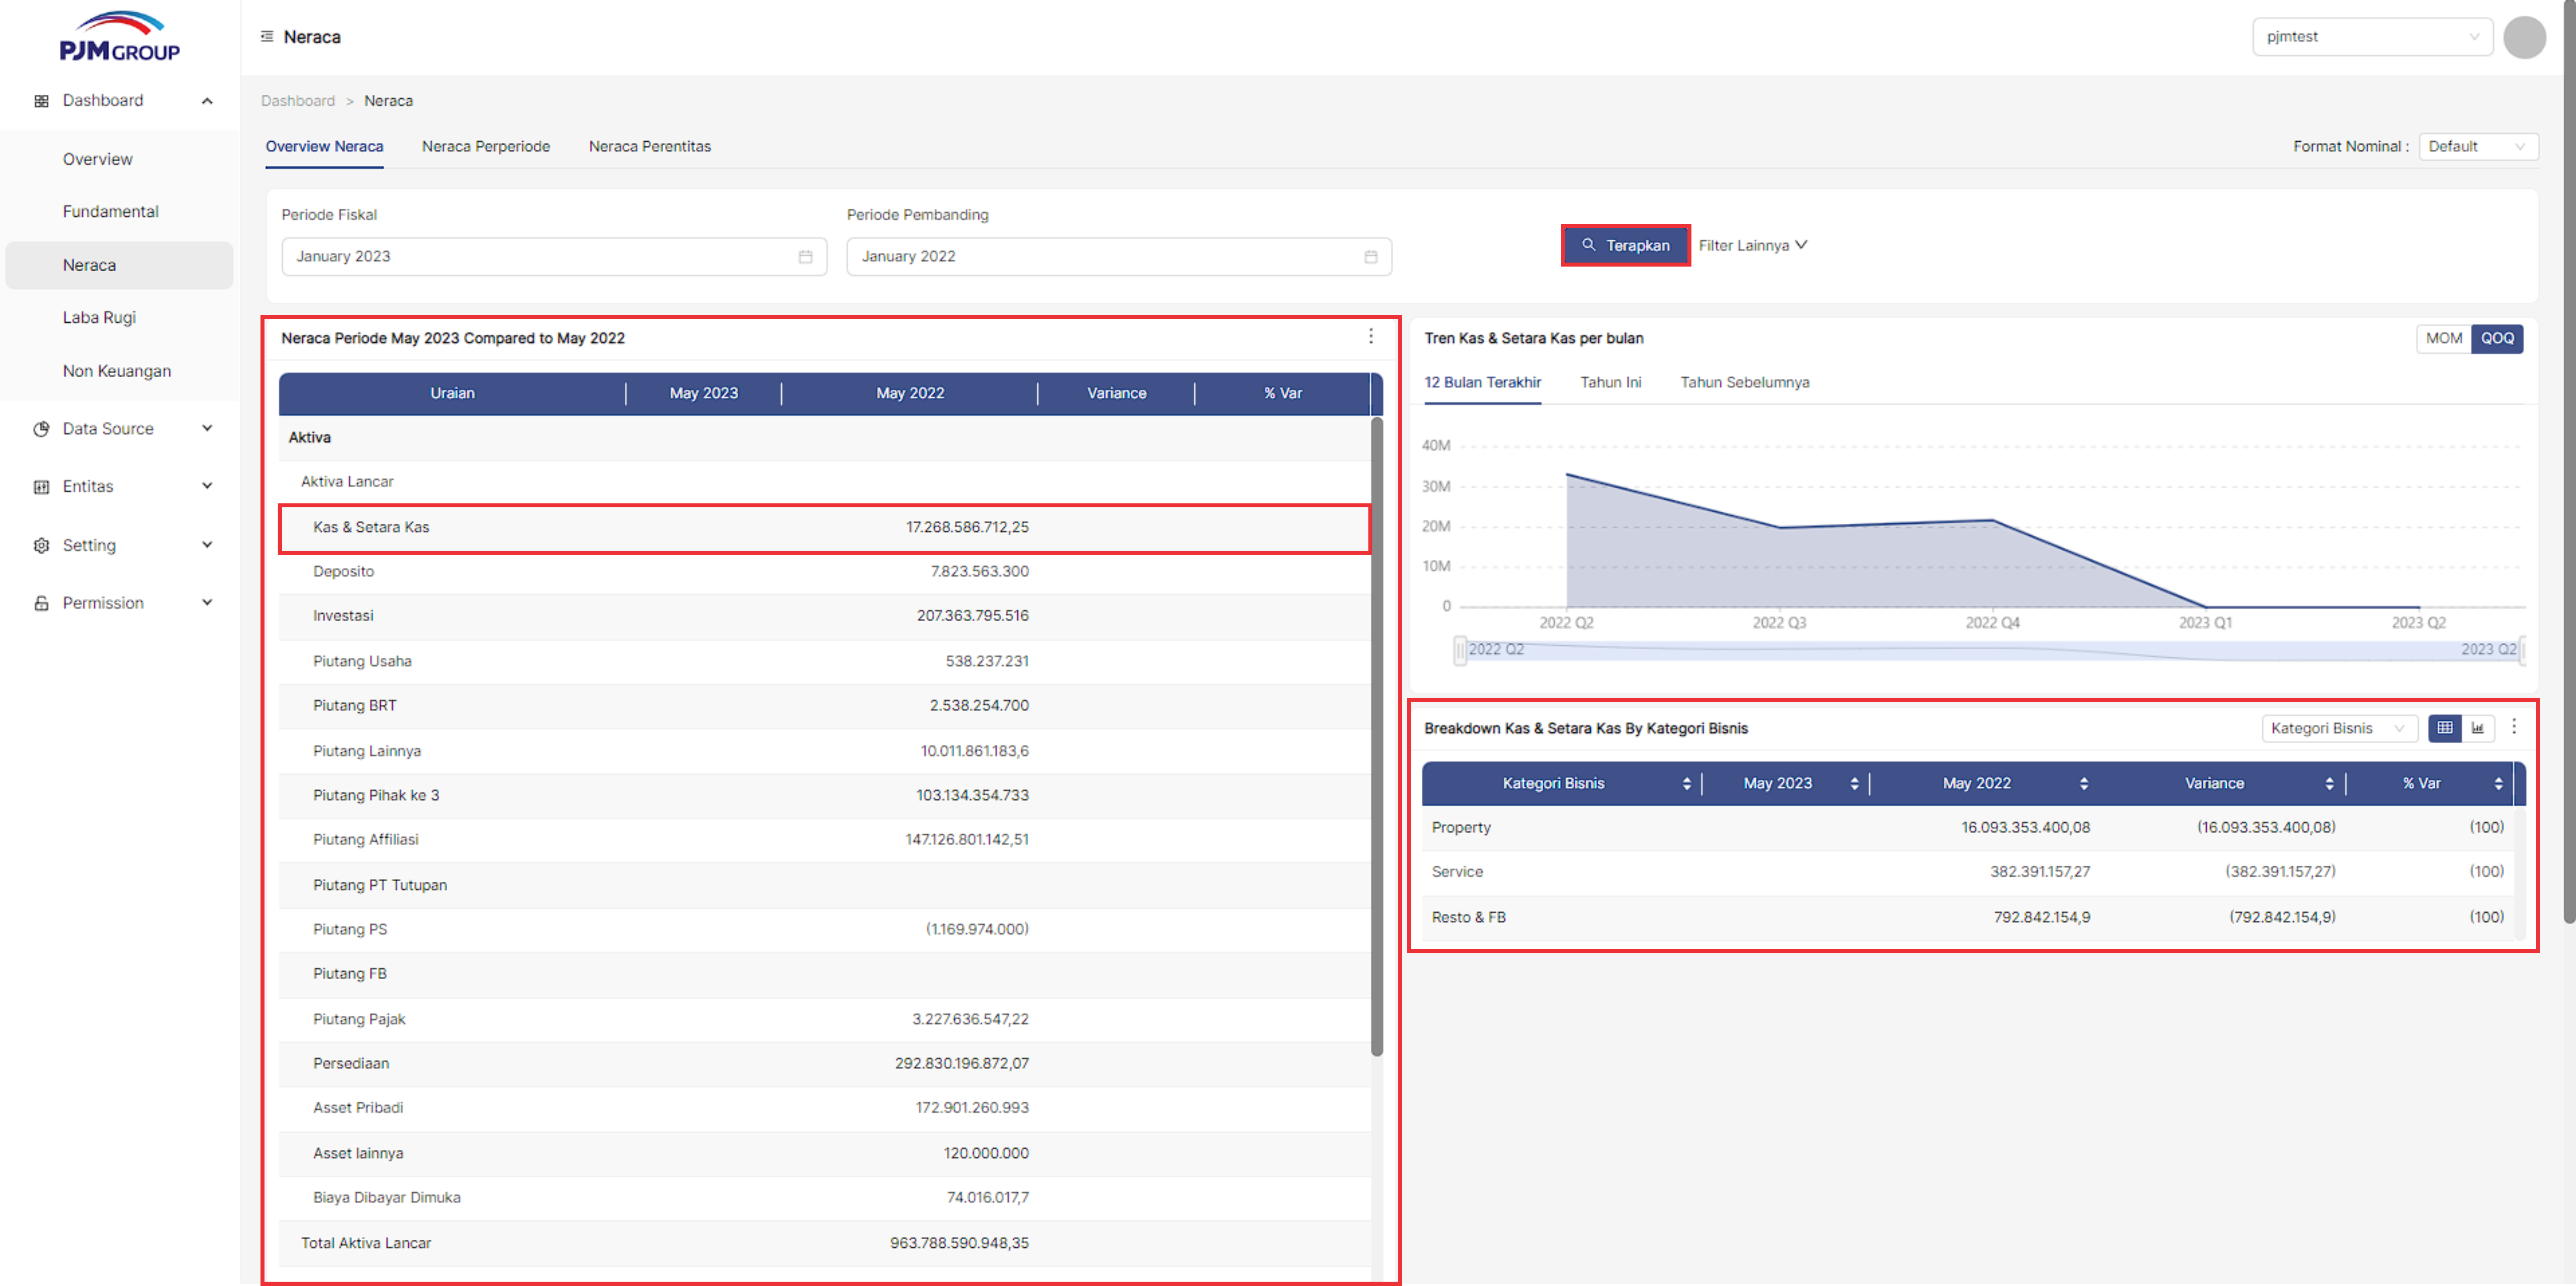 PJM GROUP
Neraca
pjmtest
Dashboard
Overview
Fundamental
Neraca
Laba Rugi
Non Keuangan
Data Source
Entitas
Setting
Permission
Dashboard > Neraca
Overview Neraca Neraca Perperiode Neraca Perentitas
Format Nominal : Default
Periode Fiskal Periode Pembanding
January 2023 January 2022
Terapkan Filter Lainnya
Neraca Periode May 2023 Compared to May 2022
Uraian May 2023 May 2022 Variance % Var
Aktiva
Aktiva Lancar
Kas & Setara Kas 17.268.586.712,25
Deposito 7.823.563.300
Investasi 207.363.795.516
Piutang Usaha 538.237.231
Piutang BRT 2.538.254.700
Piutang Lainnya 10.011.861.183,6
Piutang Pihak ke 3 103.134.354.733
Piutang Affiliasi 147.126.801.142,51
Piutang PT Tutupan
Piutang PS (1.169.974.000)
Piutang FB
Piutang Pajak 3.227.636.547,22
Persediaan 292.830.196.872,07
Asset Pribadi 172.901.260.993
Asset lainnya 120.000.000
Biaya Dibayar Dimuka 74.016.017,7
Total Aktiva Lancar 963.788.590.948,35
Tren Kas & Setara Kas per bulan
MOM QOQ
12 Bulan Terakhir Tahun Ini Tahun Sebelumnya
40M
30M
20M
10M
0
2022 Q2 2022 Q3 2022 Q4 2023 Q1 2023 Q2
2022 Q2 2023 Q2
Breakdown Kas & Setara Kas By Kategori Bisnis
Kategori Bisnis
Kategori Bisnis May 2023 May 2022 Variance % Var
Property 16.093.353.400,08 (16.093.353.400,08) (100)
Service 382.391.157,27 (382.391.157,27) (100)
Resto & FB 792.842.154,9 (792.842.154,9) (100)